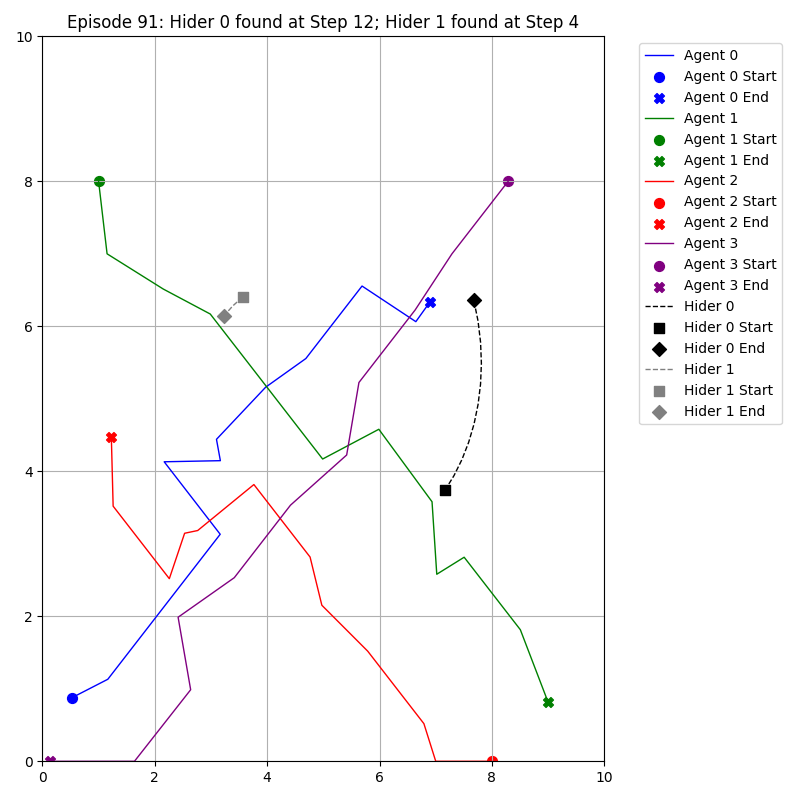 Episode 91: Hider 0 found at Step 12; Hider 1 found at Step 4
10
8
6
4
2
0
0 2 4 6 8 10
Agent 0
Agent 0 Start
Agent 0 End
Agent 1
Agent 1 Start
Agent 1 End
Agent 2
Agent 2 Start
Agent 2 End
Agent 3
Agent 3 Start
Agent 3 End
Hider 0
Hider 0 Start
Hider 0 End
Hider 1
Hider 1 Start
Hider 1 End